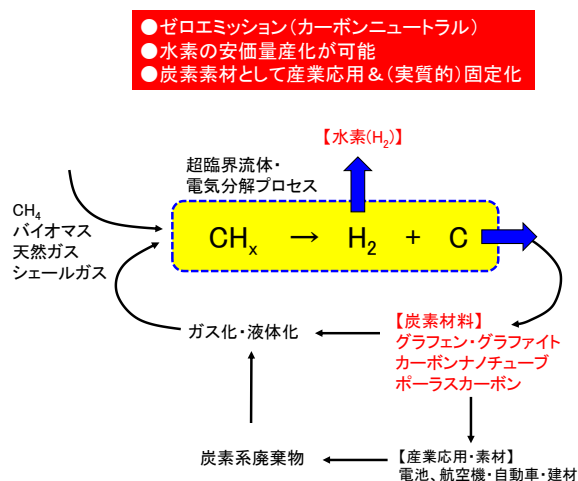 ●ゼロエミッション(カーボンニュートラル)
●水素の安価量産化が可能
●炭素素材として産業応用&(実質的)固定化
【水素(H₂)】
超臨界流体・
電気分解プロセス
CH₄
バイオマス
天然ガス
シェールガス
CHₓ → H₂ + C
ガス化・液体化
【炭素材料】
グラフェン・グラファイト
カーボンナノチューブ
ポーラスカーボン
炭素系廃棄物
【産業応用・素材】
電池、航空機・自動車・建材